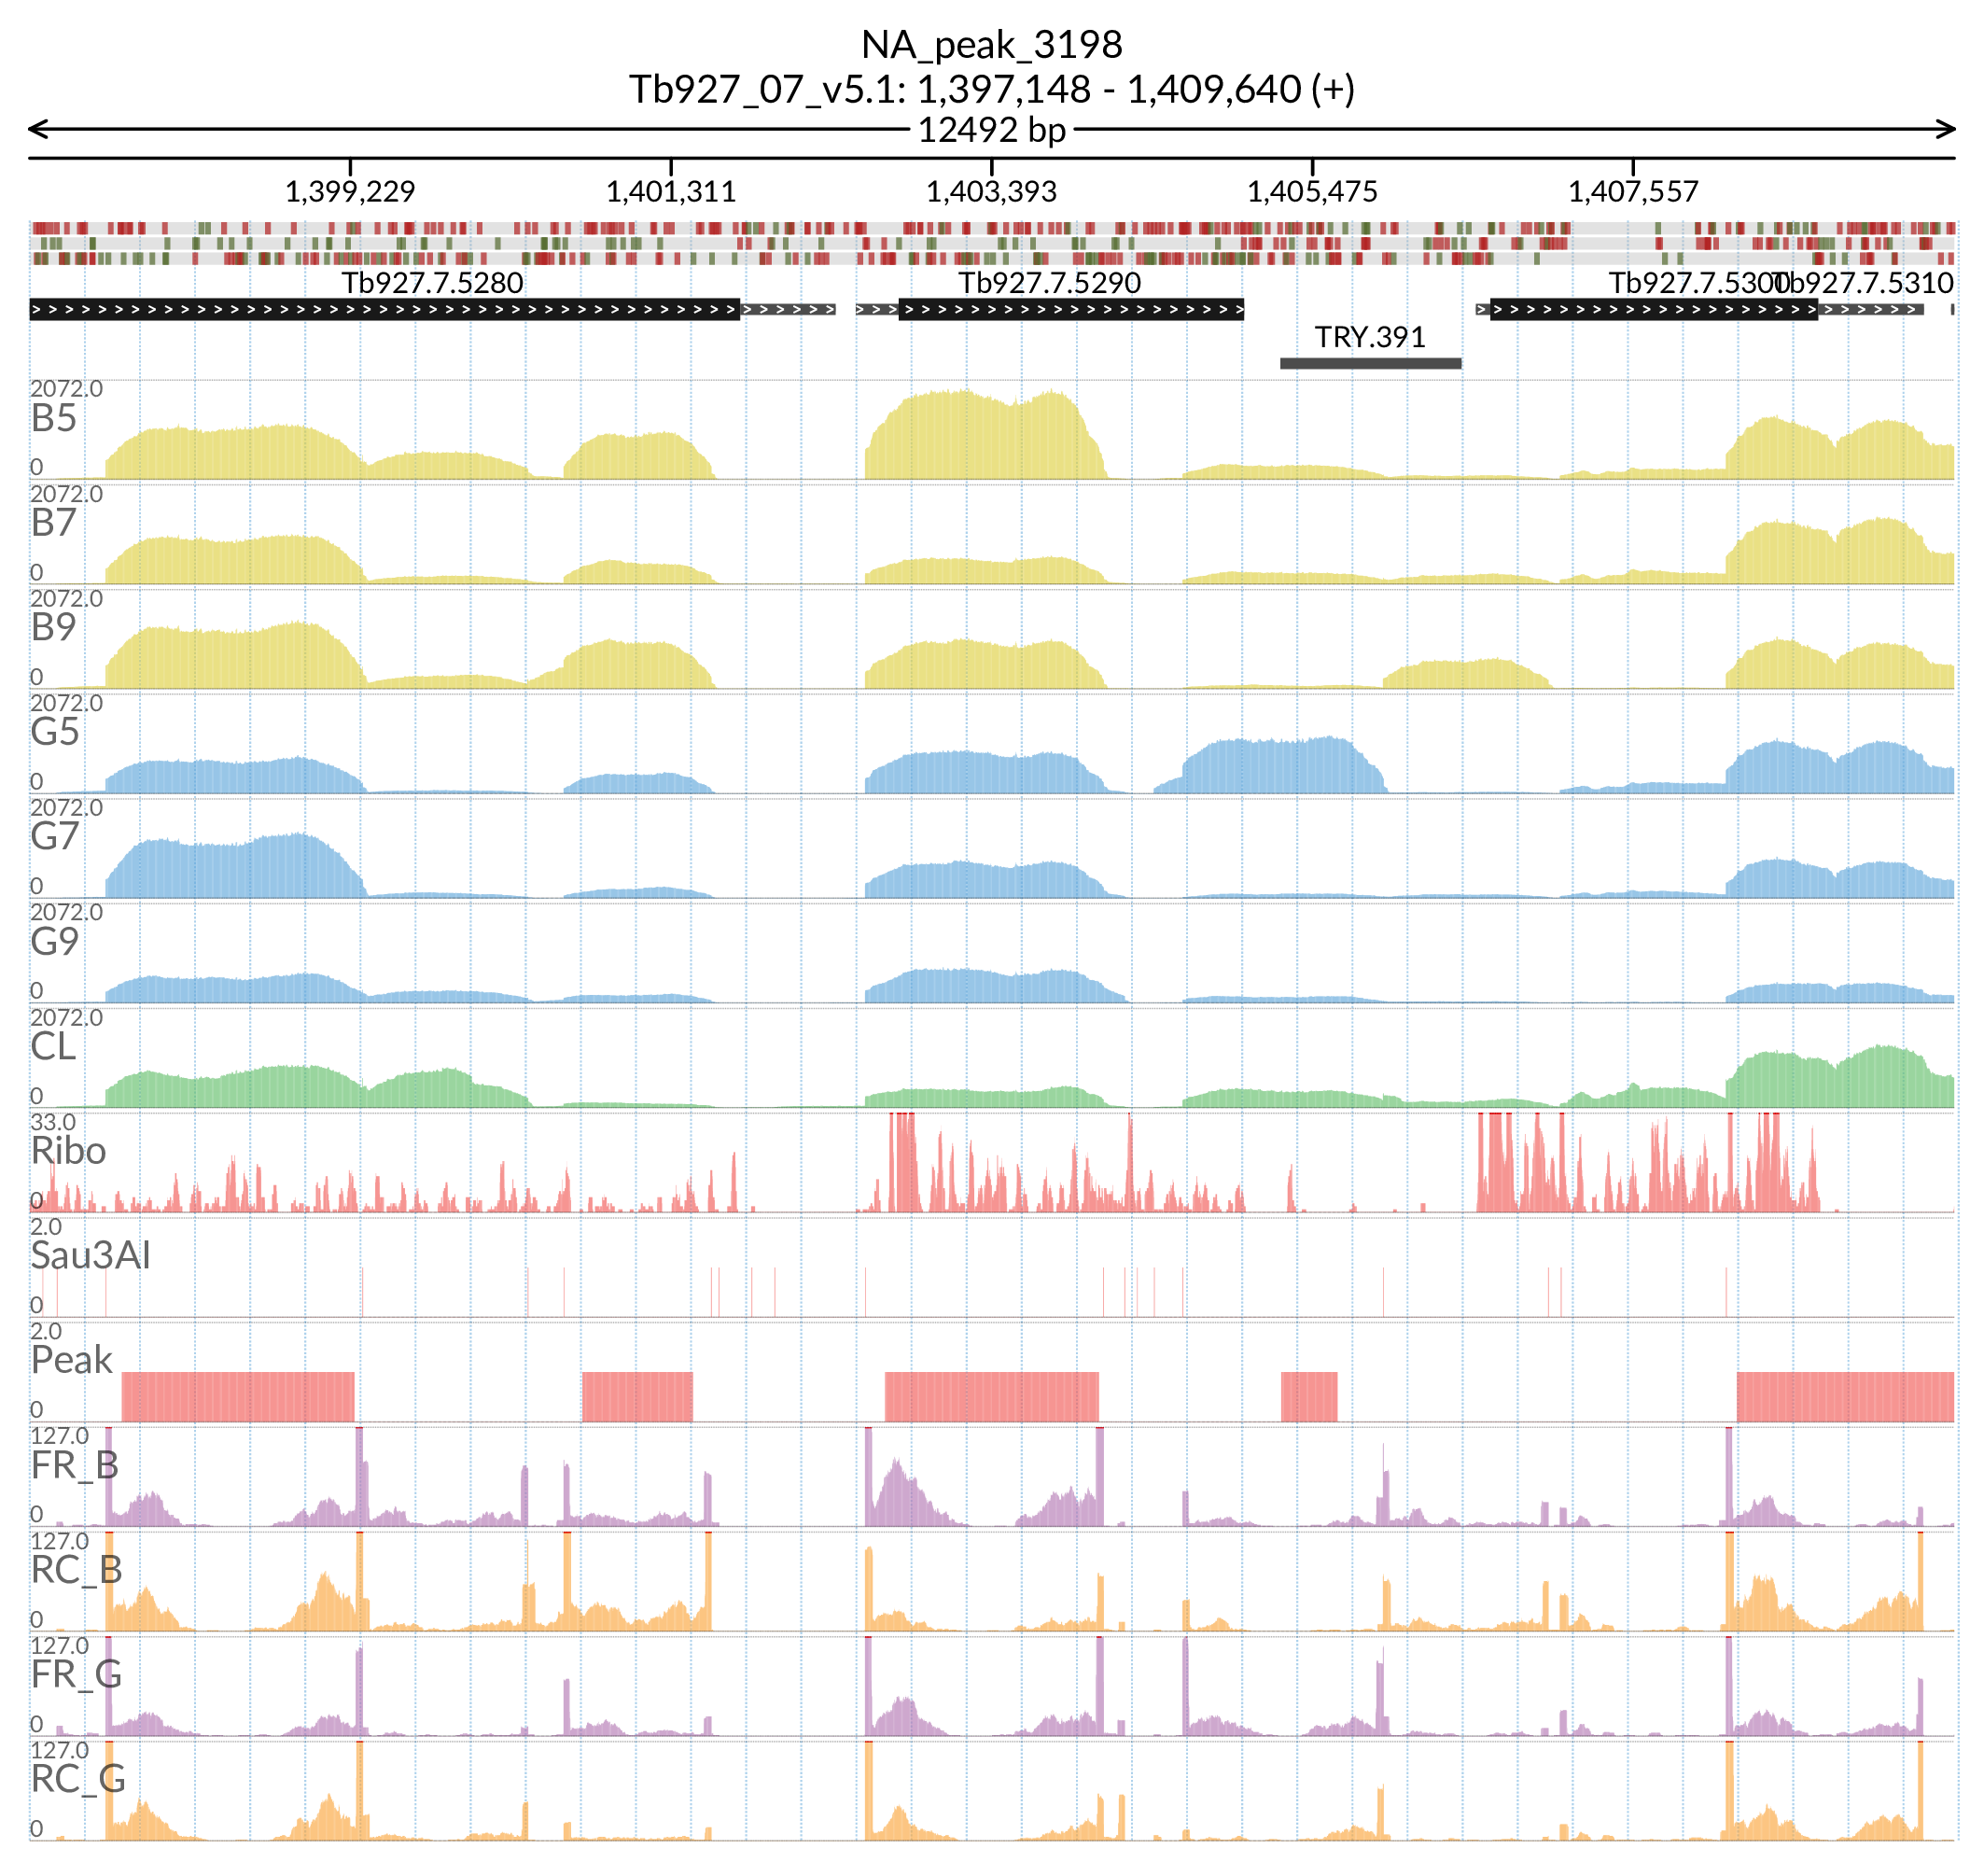 NA_peak_3198
Tb927_07_v5.1: 1,397,148 - 1,409,640 (+)
12492 bp
1,399,229 1,401,311 1,403,393 1,405,475 1,407,557
Tb927.7.5280 Tb927.7.5290 Tb927.7.5300 Tb927.7.5310
TRY.391
2072.0
B5
0
2072.0
B7
0
2072.0
B9
0
2072.0
G5
0
2072.0
G7
0
2072.0
G9
0
2072.0
CL
0
33.0
Ribo
0
2.0
Sau3AI
0
2.0
Peak
0
127.0
FR_B
0
127.0
RC_B
0
127.0
FR_G
0
127.0
RC_G
0